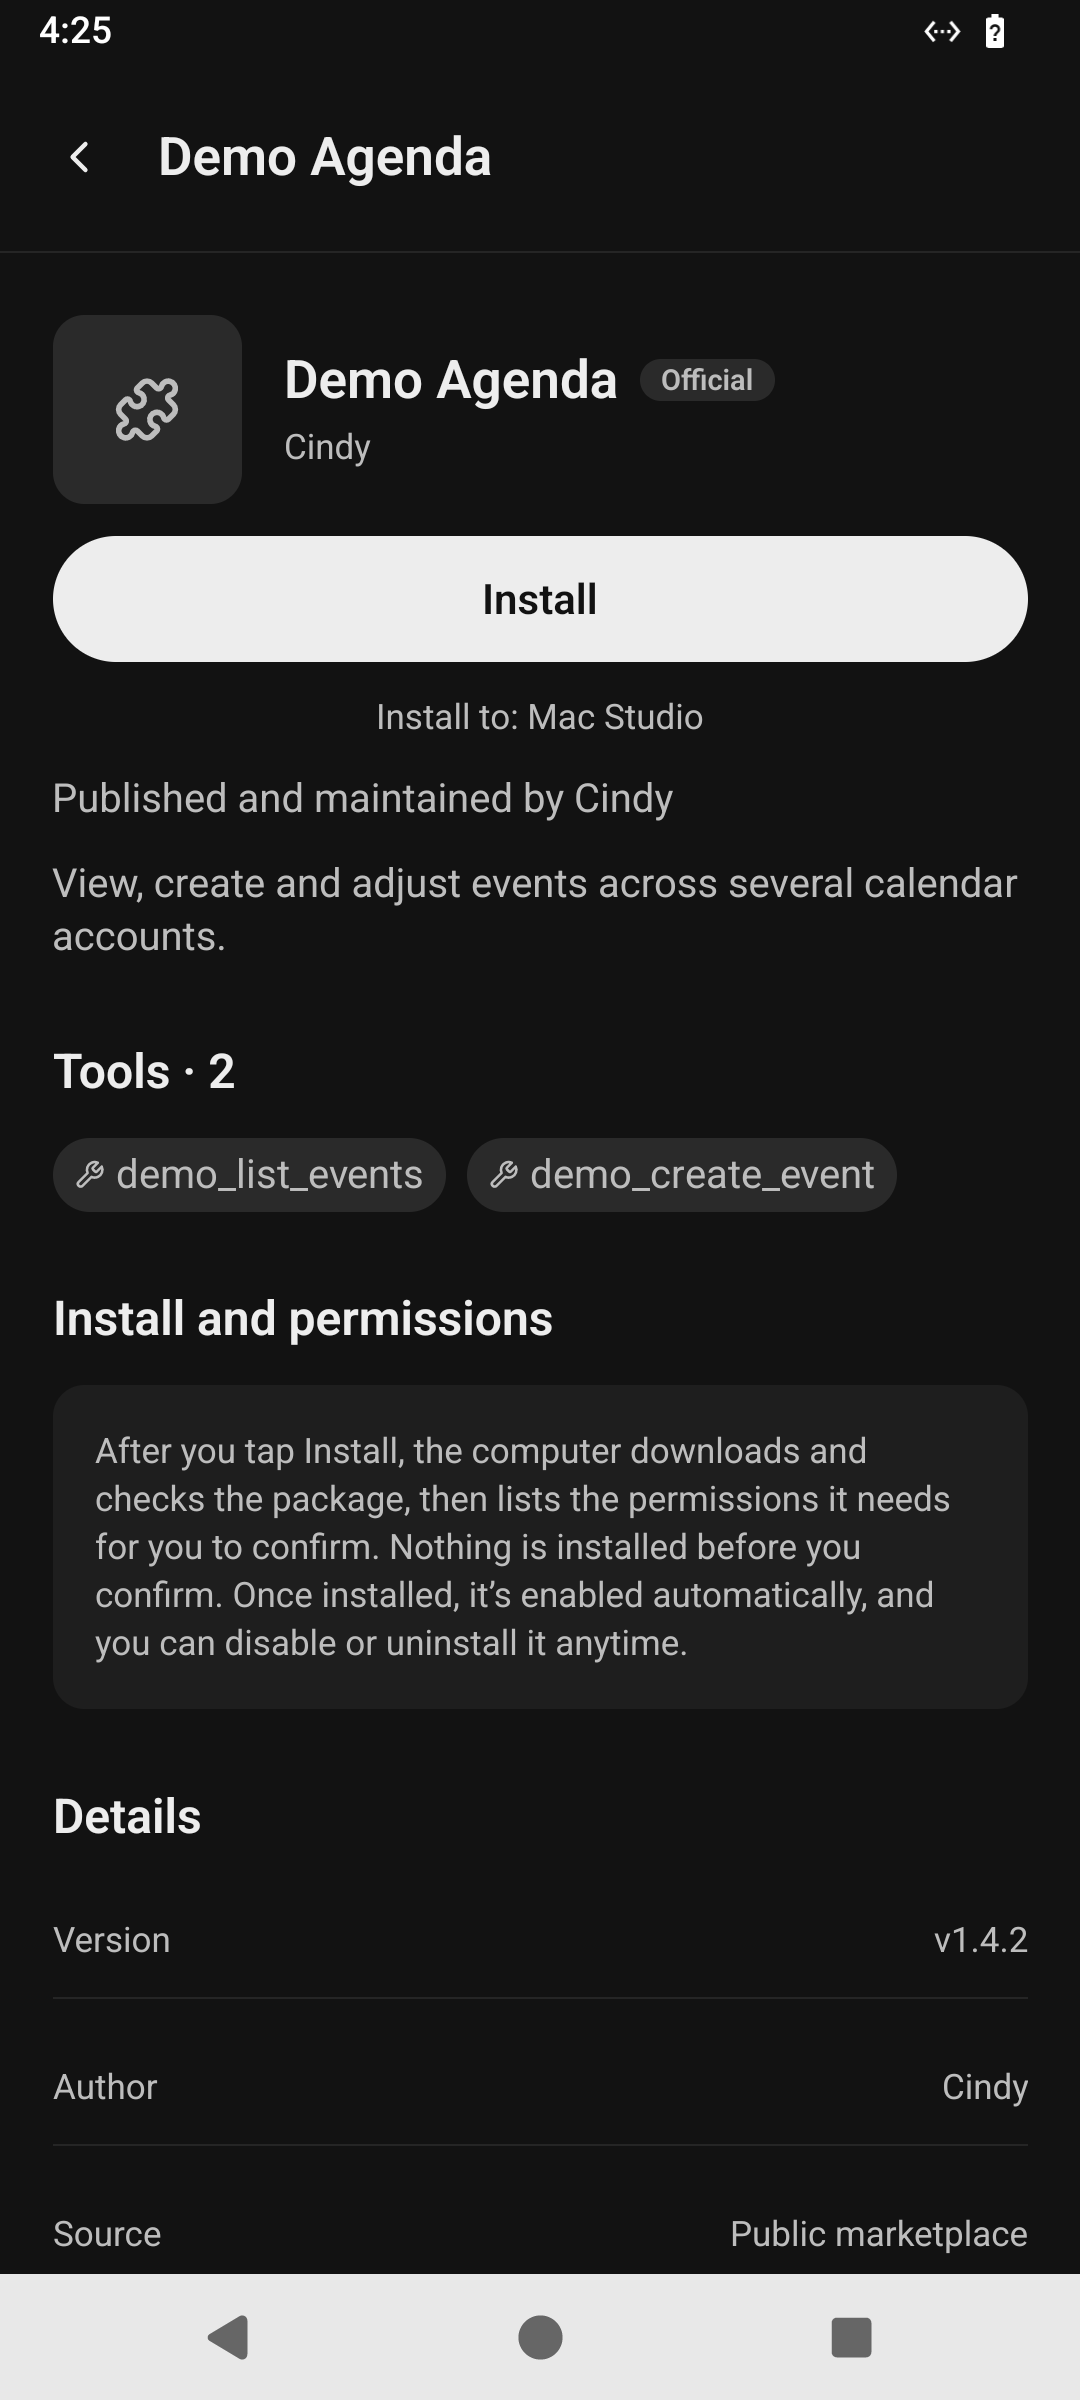 4:25
Demo Agenda
Demo Agenda
Official
Cindy
Install
Install to: Mac Studio
Published and maintained by Cindy
View, create and adjust events across several calendar
accounts.
Tools · 2
demo_list_events
demo_create_event
Install and permissions
After you tap Install, the computer downloads and
checks the package, then lists the permissions it needs
for you to confirm. Nothing is installed before you
confirm. Once installed, it’s enabled automatically, and
you can disable or uninstall it anytime.
Details
Version
v1.4.2
Author
Cindy
Source
Public marketplace